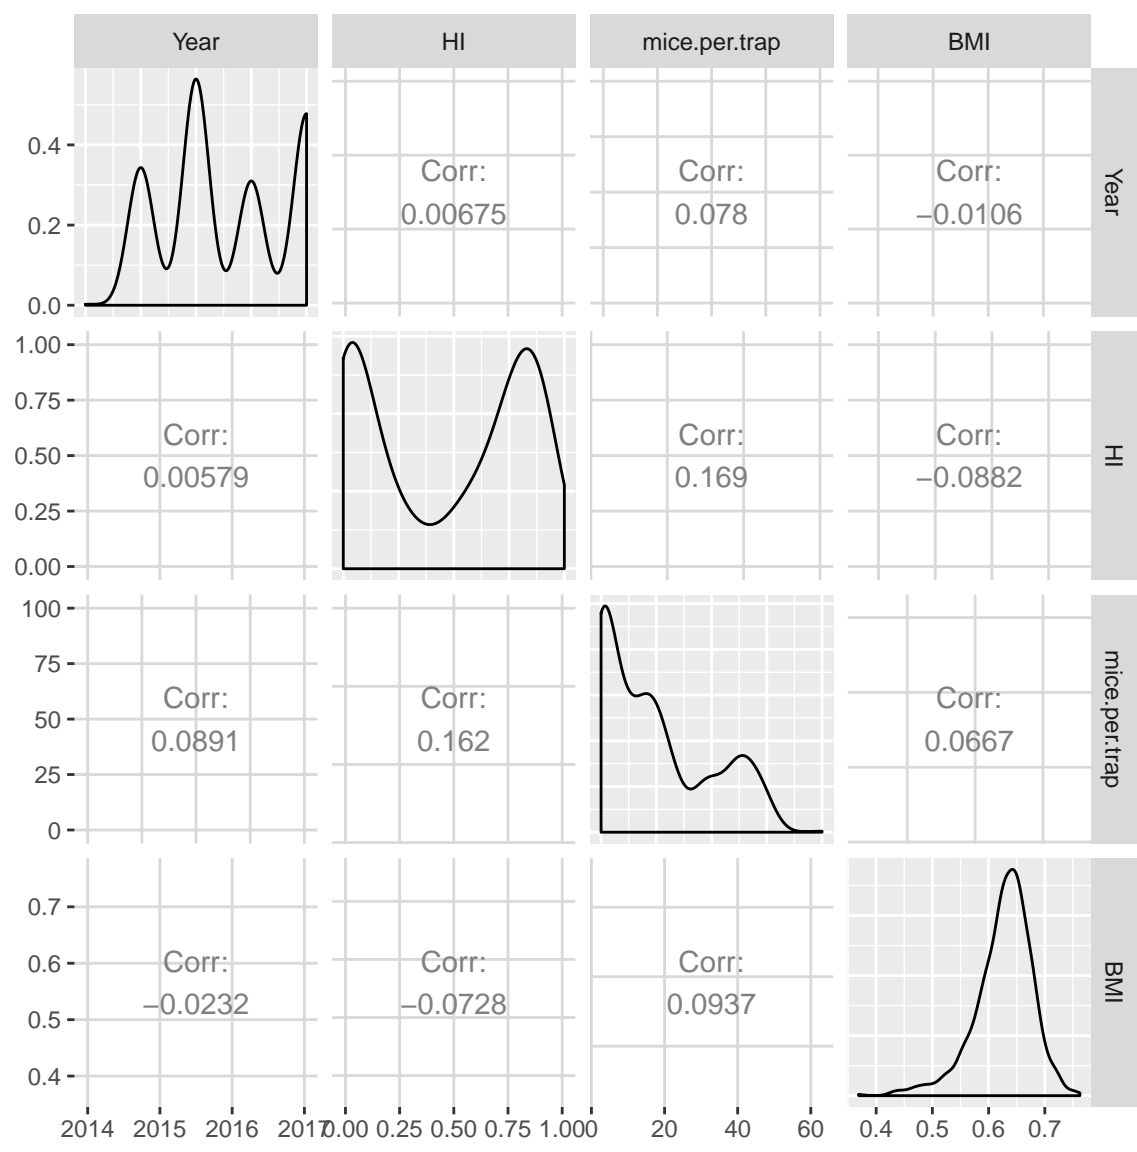 Year
HI
mice.per.trap
BMI
0.4
0.2
0.0
Corr:
0.00675
Corr:
0.078
Corr:
−0.0106
Year
1.00
0.75
0.50
0.25
0.00
Corr:
0.00579
Corr:
0.169
Corr:
−0.0882
HI
100
75
50
25
0
Corr:
0.0891
Corr:
0.162
Corr:
0.0667
mice.per.trap
0.7
0.6
0.5
0.4
Corr:
−0.0232
Corr:
−0.0728
Corr:
0.0937
BMI
2014 2015 2016 2017
0.00 0.25 0.50 0.75 1.00
0 20 40 60
0.4 0.5 0.6 0.7